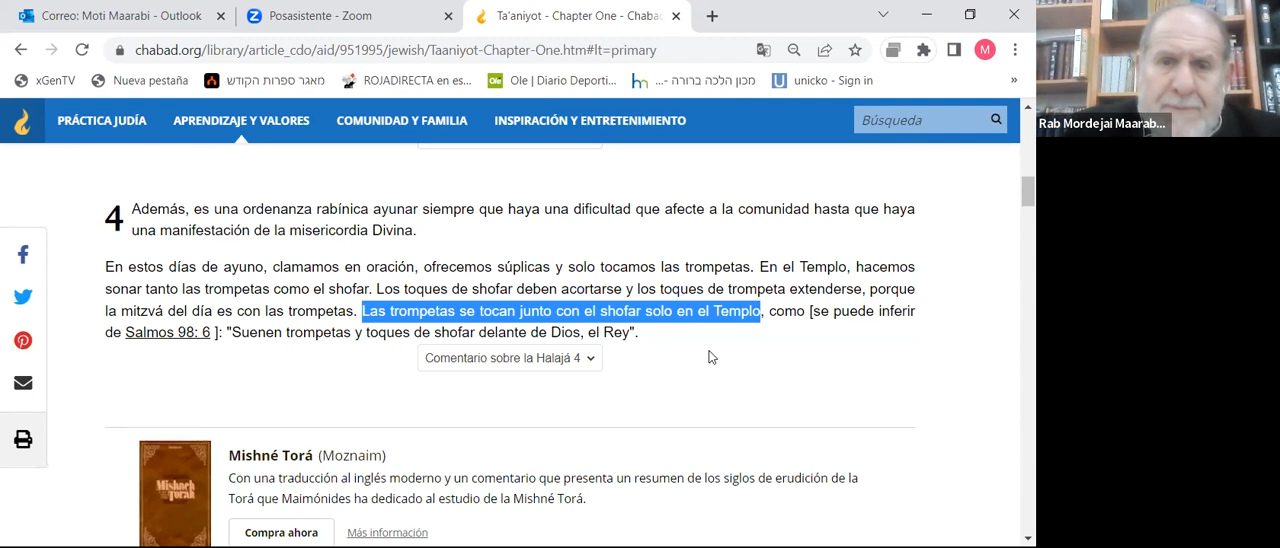 Correo: Moti Maarabi - Outlook
Posasistente - Zoom
Ta'aniyot - Chapter One - Chabad
chabad.org/library/article_cdo/aid/951995/jewish/Taaniyot-Chapter-One.htm#lt=primary
M
xGenTV
Nueva pestaña
מאגר ספרות הקודש
ROJADIRECTA en es...
Ole | Diario Deporti...
מכון הלכה ברורה -...
unicko - Sign in
»
PRÁCTICA JUDÍA
APRENDIZAJE Y VALORES
COMUNIDAD Y FAMILIA
INSPIRACIÓN Y ENTRETENIMIENTO
Búsqueda
Rab Mordejai Maarab...
4 Además, es una ordenanza rabínica ayunar siempre que haya una dificultad que afecte a la comunidad hasta que haya
una manifestación de la misericordia Divina.
En estos días de ayuno, clamamos en oración, ofrecemos súplicas y solo tocamos las trompetas. En el Templo, hacemos
sonar tanto las trompetas como el shofar. Los toques de shofar deben acortarse y los toques de trompeta extenderse, porque
la mitzvá del día es con las trompetas. Las trompetas se tocan junto con el shofar solo en el Templo, como [se puede inferir
de Salmos 98: 6 ]: "Suenen trompetas y toques de shofar delante de Dios, el Rey".
Comentario sobre la Halajá 4
Mishné Torá (Moznaim)
Con una traducción al inglés moderno y un comentario que presenta un resumen de los siglos de erudición de la
Torá que Maimónides ha dedicado al estudio de la Mishné Torá.
Compra ahora
Más información
Mishneh
Torah